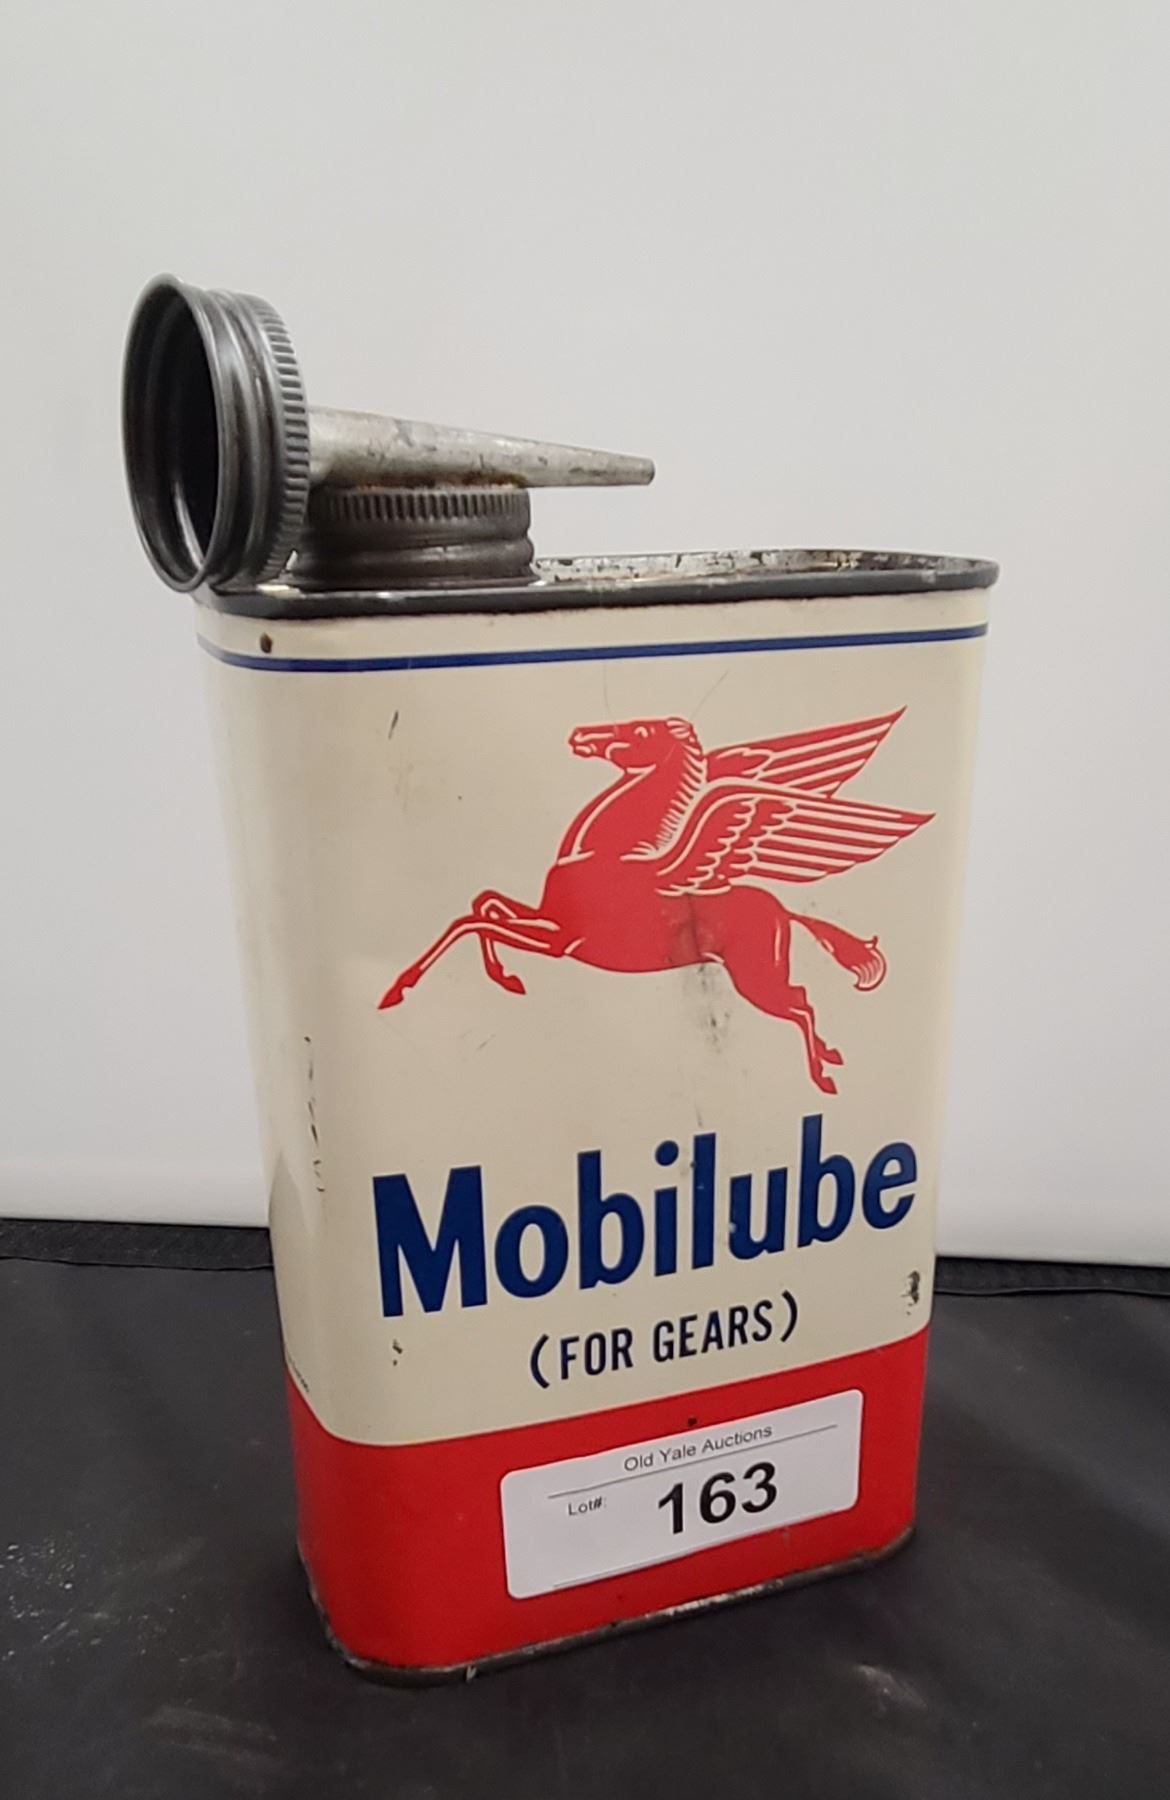 Mobilube
(FOR GEARS)
Old Yale Auctions
Lot#:
163